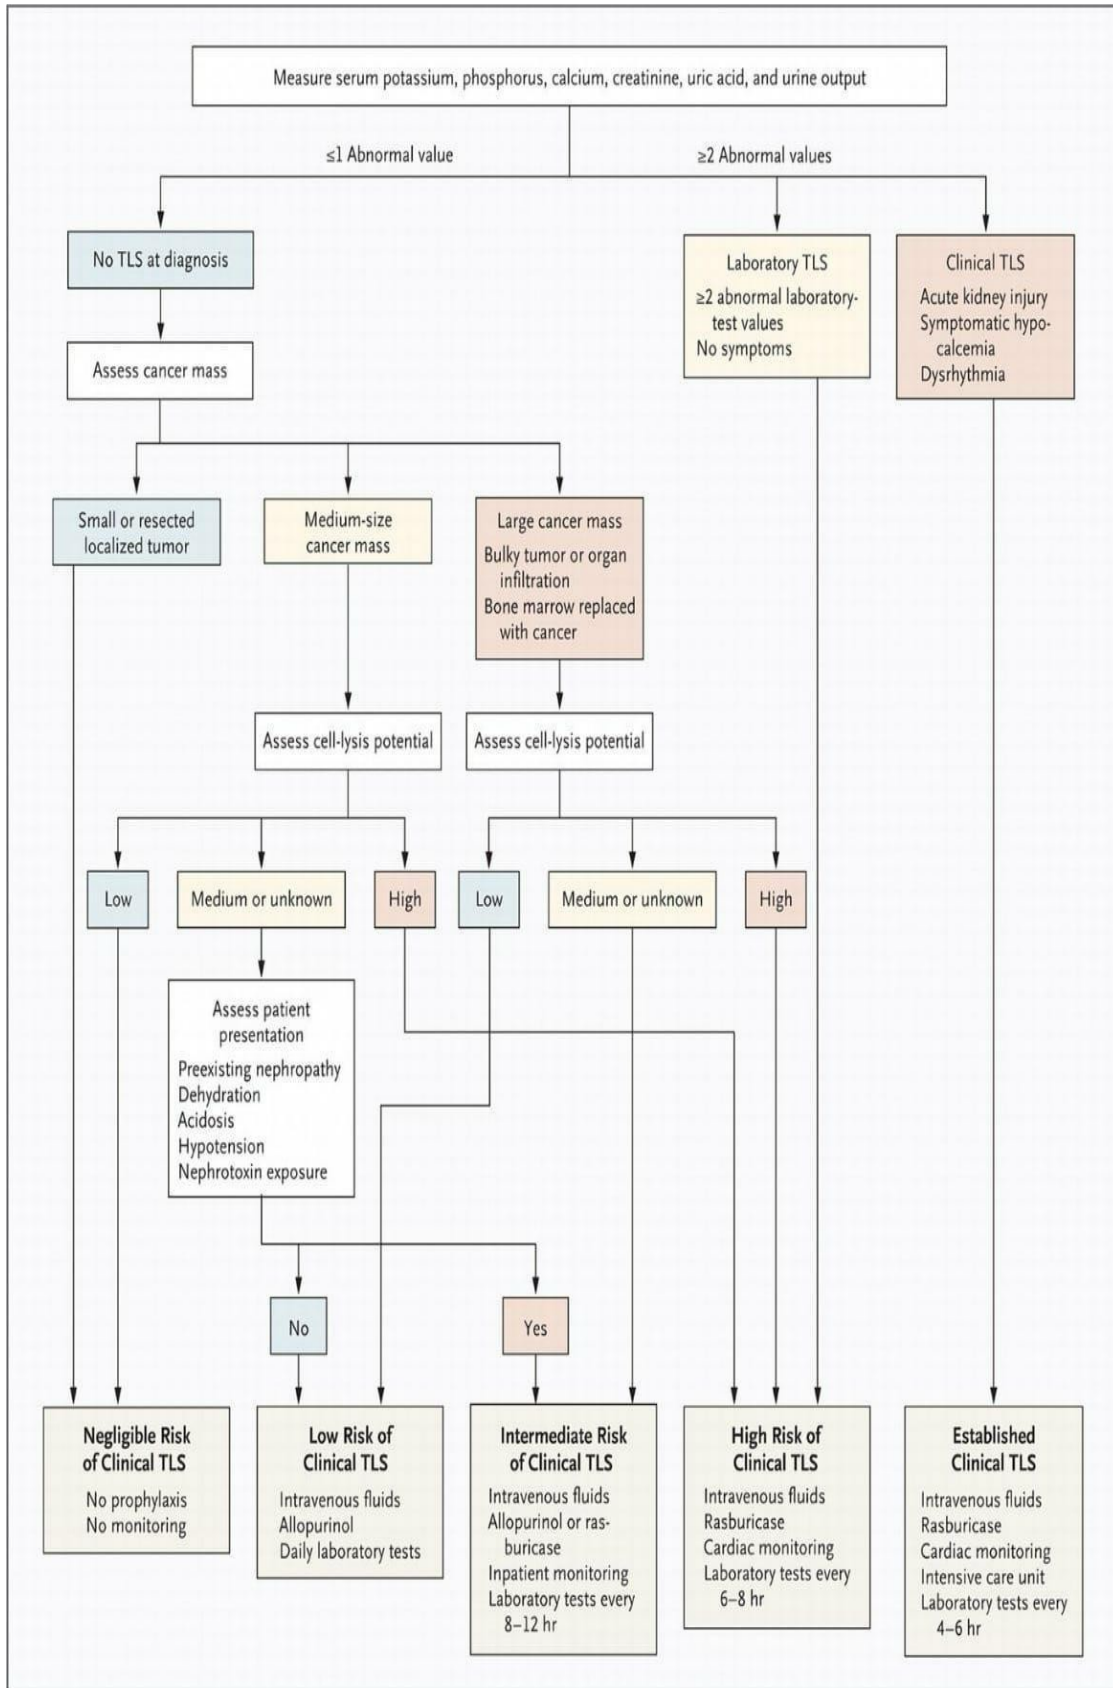 Measure serum potassium, phosphorus, calcium, creatinine, uric acid, and urine output
≤1 Abnormal value
≥2 Abnormal values
No TLS at diagnosis
Laboratory TLS
≥2 abnormal laboratory-
test values
No symptoms
Clinical TLS
Acute kidney injury
Symptomatic hypo-
calcemia
Dysrhythmia
Assess cancer mass
Small or resected
localized tumor
Medium-size
cancer mass
Large cancer mass
Bulky tumor or organ
infiltration
Bone marrow replaced
with cancer
Assess cell-lysis potential
Assess cell-lysis potential
Low
Medium or unknown
High
Low
Medium or unknown
High
Assess patient
presentation
Preexisting nephropathy
Dehydration
Acidosis
Hypotension
Nephrotoxin exposure
No
Yes
Negligible Risk
of Clinical TLS
No prophylaxis
No monitoring
Low Risk of
Clinical TLS
Intravenous fluids
Allopurinol
Daily laboratory tests
Intermediate Risk
of Clinical TLS
Intravenous fluids
Allopurinol or ras-
buricase
Inpatient monitoring
Laboratory tests every
8–12 hr
High Risk of
Clinical TLS
Intravenous fluids
Rasburicase
Cardiac monitoring
Laboratory tests every
6–8 hr
Established
Clinical TLS
Intravenous fluids
Rasburicase
Cardiac monitoring
Intensive care unit
Laboratory tests every
4–6 hr